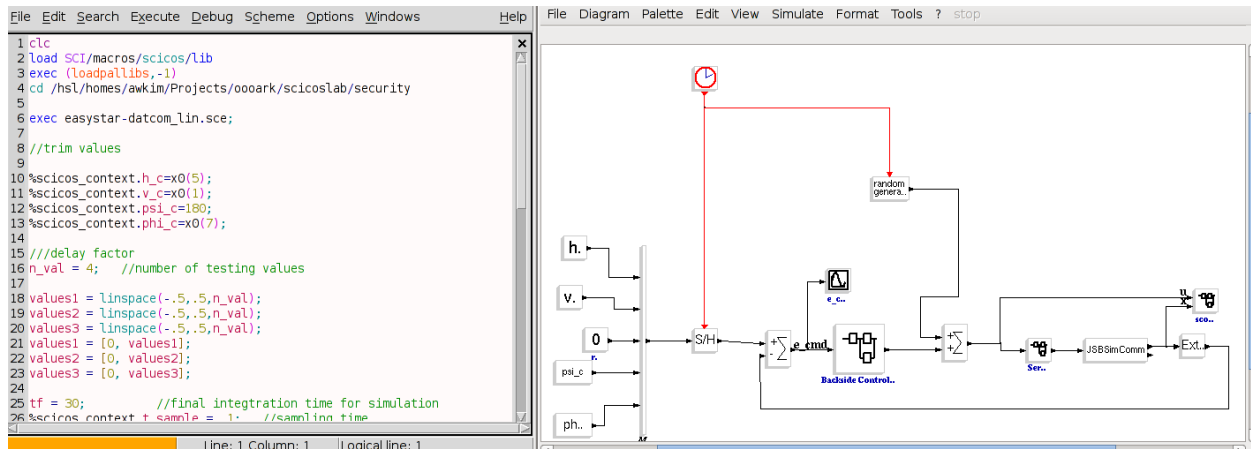 File Edit Search Execute Debug Scheme Options Windows Help
1 clc
2 load SCI/macros/scicos/lib
3 exec (loadpallibs,-1)
4 cd /hsl/homes/awkim/Projects/oooark/scicoslab/security
5
6 exec easystar-datcom_lin.sce;
7
8 //trim values
9
10 %scicos_context.h_c=x0(5);
11 %scicos_context.v_c=x0(1);
12 %scicos_context.psi_c=180;
13 %scicos_context.phi_c=x0(7);
14
15 ///delay factor
16 n_val = 4; //number of testing values
17
18 values1 = linspace(-.5,.5,n_val);
19 values2 = linspace(-.5,.5,n_val);
20 values3 = linspace(-.5,.5,n_val);
21 values1 = [0, values1];
22 values2 = [0, values2];
23 values3 = [0, values3];
24
25 tf = 30; //final integtration time for simulation
26 %scicos_context.t_sample = .1; //sampling time
Line: 1 Column: 1 Logical line: 1
File Diagram Palette Edit View Simulate Format Tools ? stop
random
genera..
h.
v.
0
r.
psi_c
ph..
M
S/H
+
-
Σ
e_cmd
e_c..
Backside Control..
+
+
Σ
Ser..
JSBSimComm
Ext..
u
x
sco..